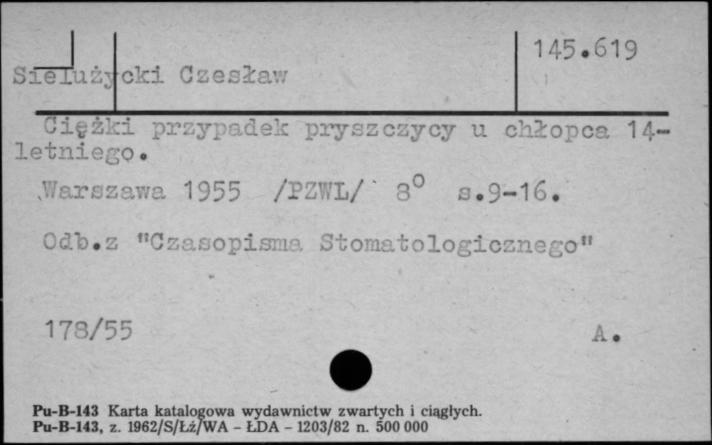 145.619
Sielużycki Czesław
Ciężki przypadek pryszczycy u chłopca 14-
letniego.
Warszawa 1955 /PZWL/ 8° s.9-16.
Odb.z "Czasopisma Stomatologicznego"
178/55 A.
Pu-B-143 Karta katalogowa wydawnictw zwartych i ciągłych.
Pu-B-143, z. 1962/S/Łż/WA - ŁDA - 1203/82 n. 500 000